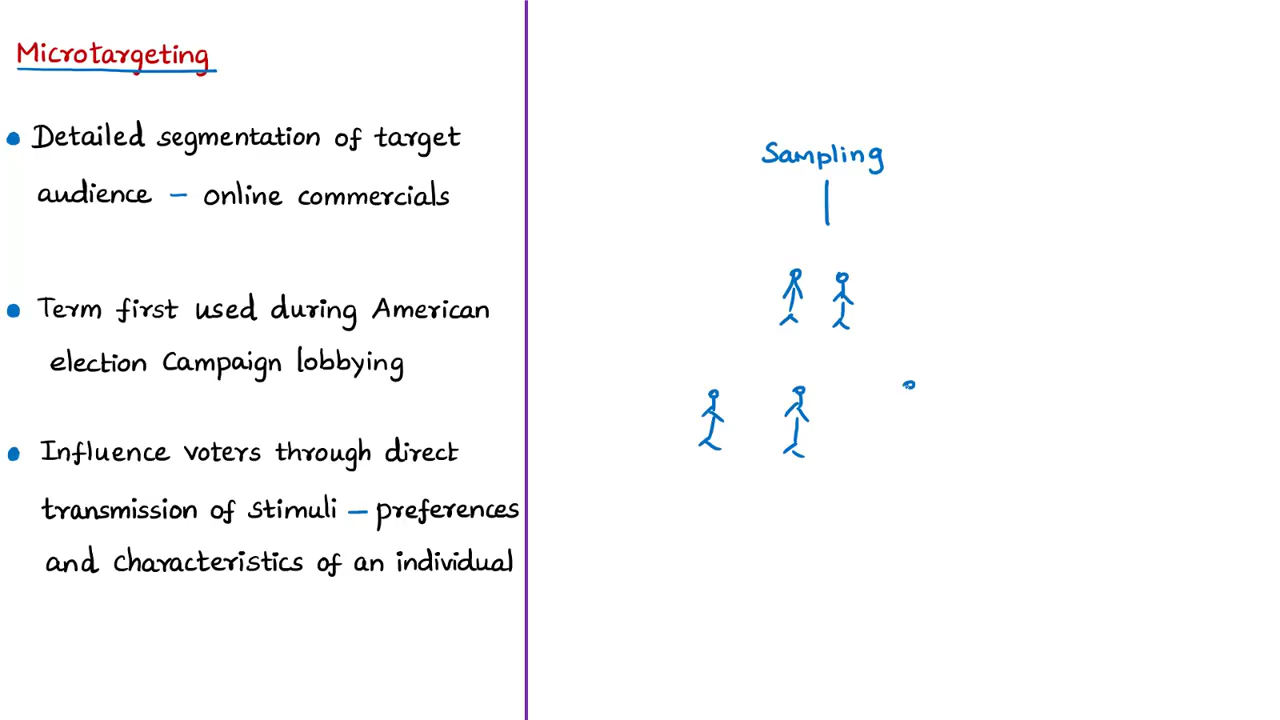 Microtargeting
Detailed segmentation of target
audience – online commercials
Term first used during American
election Campaign lobbying
Influence voters through direct
transmission of stimuli – preferences
and characteristics of an individual
Sampling